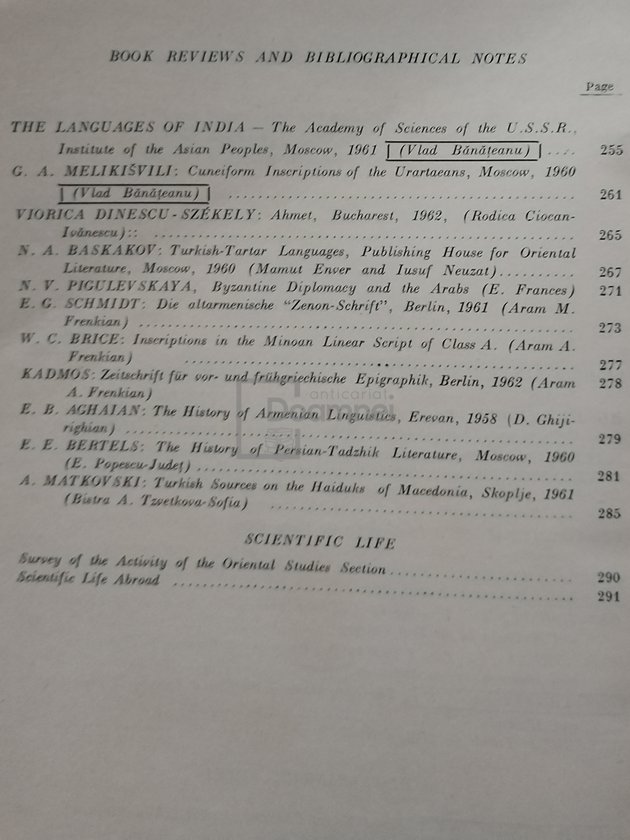 BOOK REVIEWS AND BIBLIOGRAPHICAL NOTES
Page
THE LANGUAGES OF INDIA — The Academy of Sciences of the U.S.S.R.,
Institute of the Asian Peoples, Moscow, 1961 (Vlad Bănățeanu) .... 255
G. A. MELIKIŠVILI: Cuneiform Inscriptions of the Urartaeans, Moscow, 1960
(Vlad Bănățeanu) .......... 261
VIORICA DINESCU-SZÉKELY: Ahmet, Bucharest, 1962, (Rodica Ciocan-
Ivănescu) :: .......... 265
N. A. BASKAKOV: Turkish-Tartar Languages, Publishing House for Oriental
Literature, Moscow, 1960 (Mamut Enver and Iusuf Neuzat) .......... 267
N. V. PIGULEVSKAYA, Byzantine Diplomacy and the Arabs (E. Frances) 271
E. G. SCHMIDT: Die altarmenische "Zenon-Schrift", Berlin, 1961 (Aram M.
Frenkian) .......... 273
W. C. BRICE: Inscriptions in the Minoan Linear Script of Class A. (Aram A.
Frenkian) .......... 277
KADMOS: Zeitschrift für vor- und frühgriechische Epigraphik, Berlin, 1962 (Aram 278
A. Frenkian)
E. B. AGHAIAN: The History of Armenian Linguistics, Erevan, 1958 (D. Ghiji-
righian) .......... 279
E. E. BERTELS: The History of Persian-Tadzhik Literature, Moscow, 1960
(E. Popescu-Județ) .......... 281
A. MATKOVSKI: Turkish Sources on the Haiduks of Macedonia, Skoplje, 1961
(Bistra A. Tzvetkova-Sofia) .......... 285
SCIENTIFIC LIFE
Survey of the Activity of the Oriental Studies Section .......... 290
Scientific Life Abroad .......... 291
anticariat